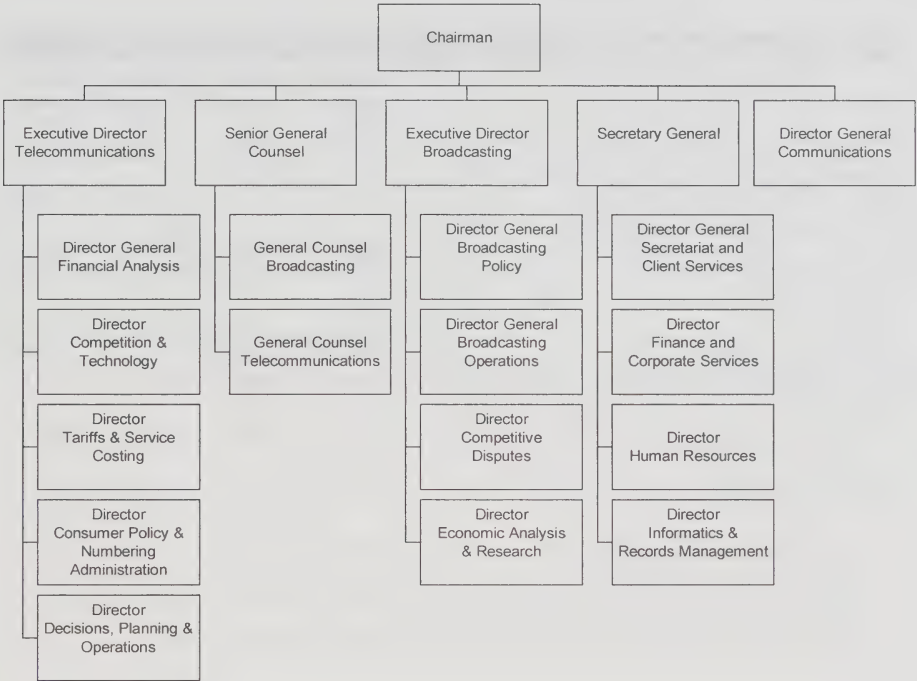 Chairman
Executive Director
Telecommunications
Senior General
Counsel
Executive Director
Broadcasting
Secretary General
Director General
Communications
Director General
Financial Analysis
Director
Competition &
Technology
Director
Tariffs & Service
Costing
Director
Consumer Policy &
Numbering
Administration
Director
Decisions, Planning &
Operations
General Counsel
Broadcasting
General Counsel
Telecommunications
Director General
Broadcasting
Policy
Director General
Broadcasting
Operations
Director
Competitive
Disputes
Director
Economic Analysis
& Research
Director General
Secretariat and
Client Services
Director
Finance and
Corporate Services
Director
Human Resources
Director
Informatics &
Records Management